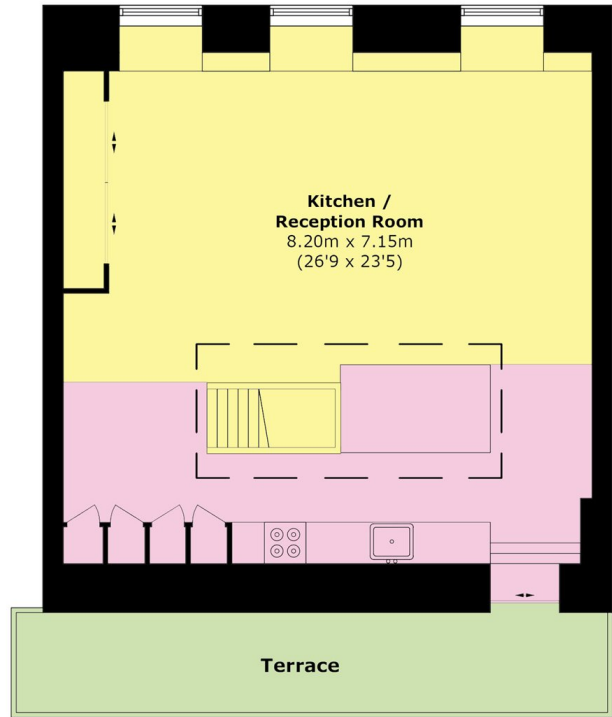 Kitchen /
Reception Room
8.20m x 7.15m
(26'9 x 23'5)
Terrace